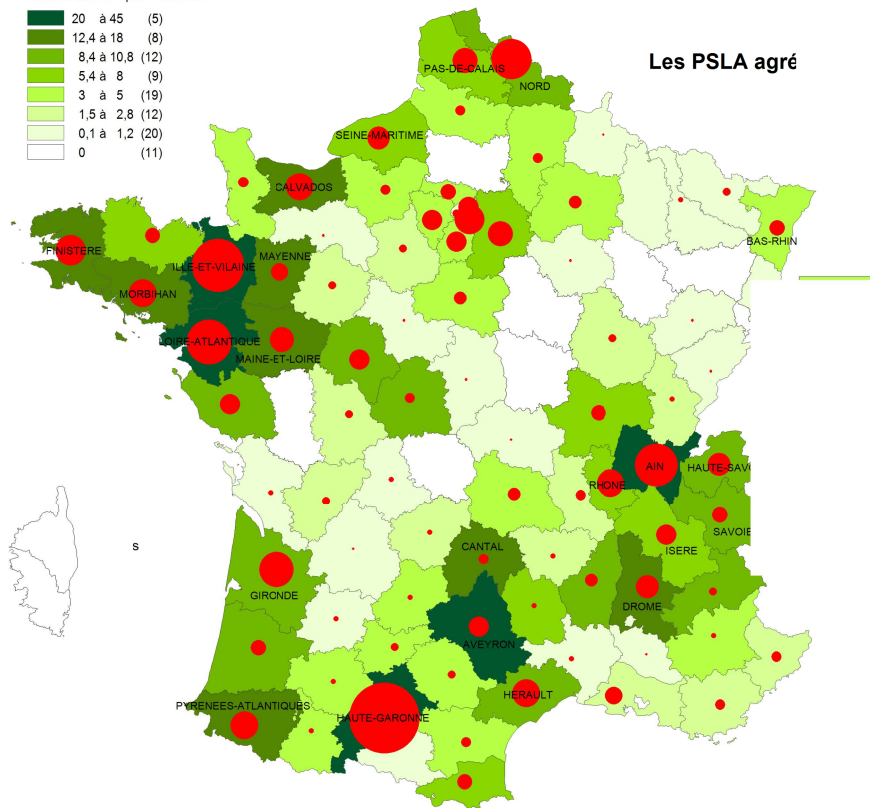 20 à 45 (5)
12,4 à 18 (8)
8,4 à 10,8 (12)
5,4 à 8 (9)
3 à 5 (19)
1,5 à 2,8 (12)
0,1 à 1,2 (20)
0 (11)
Les PSLA agré
PAS-DE-CALAIS
NORD
SEINE-MARITIME
CALVADOS
BAS-RHIN
FINISTERE
ILLE-ET-VILAINE
MAYENNE
MORBIHAN
LOIRE-ATLANTIQUE
MAINE-ET-LOIRE
AIN
HAUTE-SAVO
RHONE
SAVOIE
ISERE
S
CANTAL
GIRONDE
DROME
AVEYRON
HERAULT
PYRENEES-ATLANTIQUES
HAUTE-GARONNE